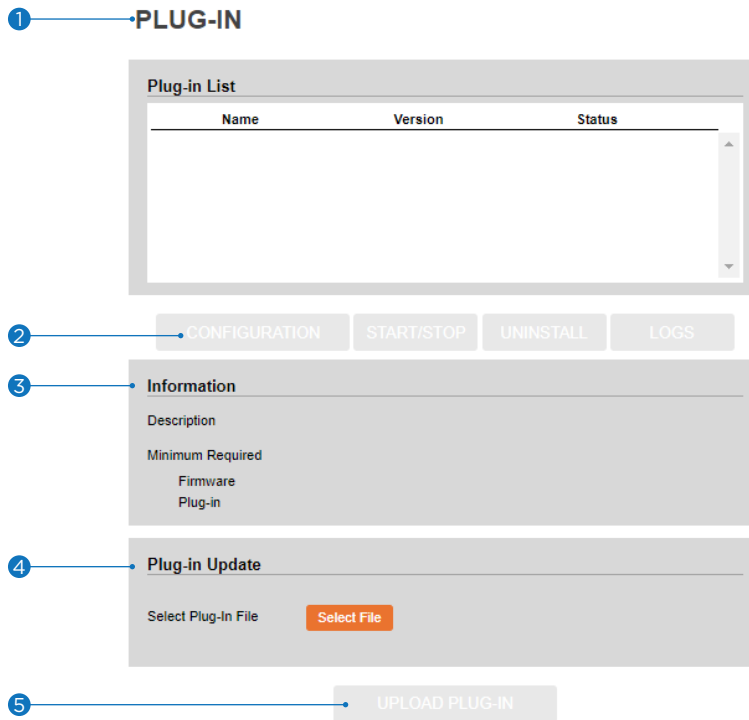 1 PLUG-IN
Plug-in List
Name Version Status
2 CONFIGURATION START/STOP UNINSTALL LOGS
3 Information
Description
Minimum Required
Firmware
Plug-in
4 Plug-in Update
Select Plug-In File Select File
5 UPLOAD PLUG-IN